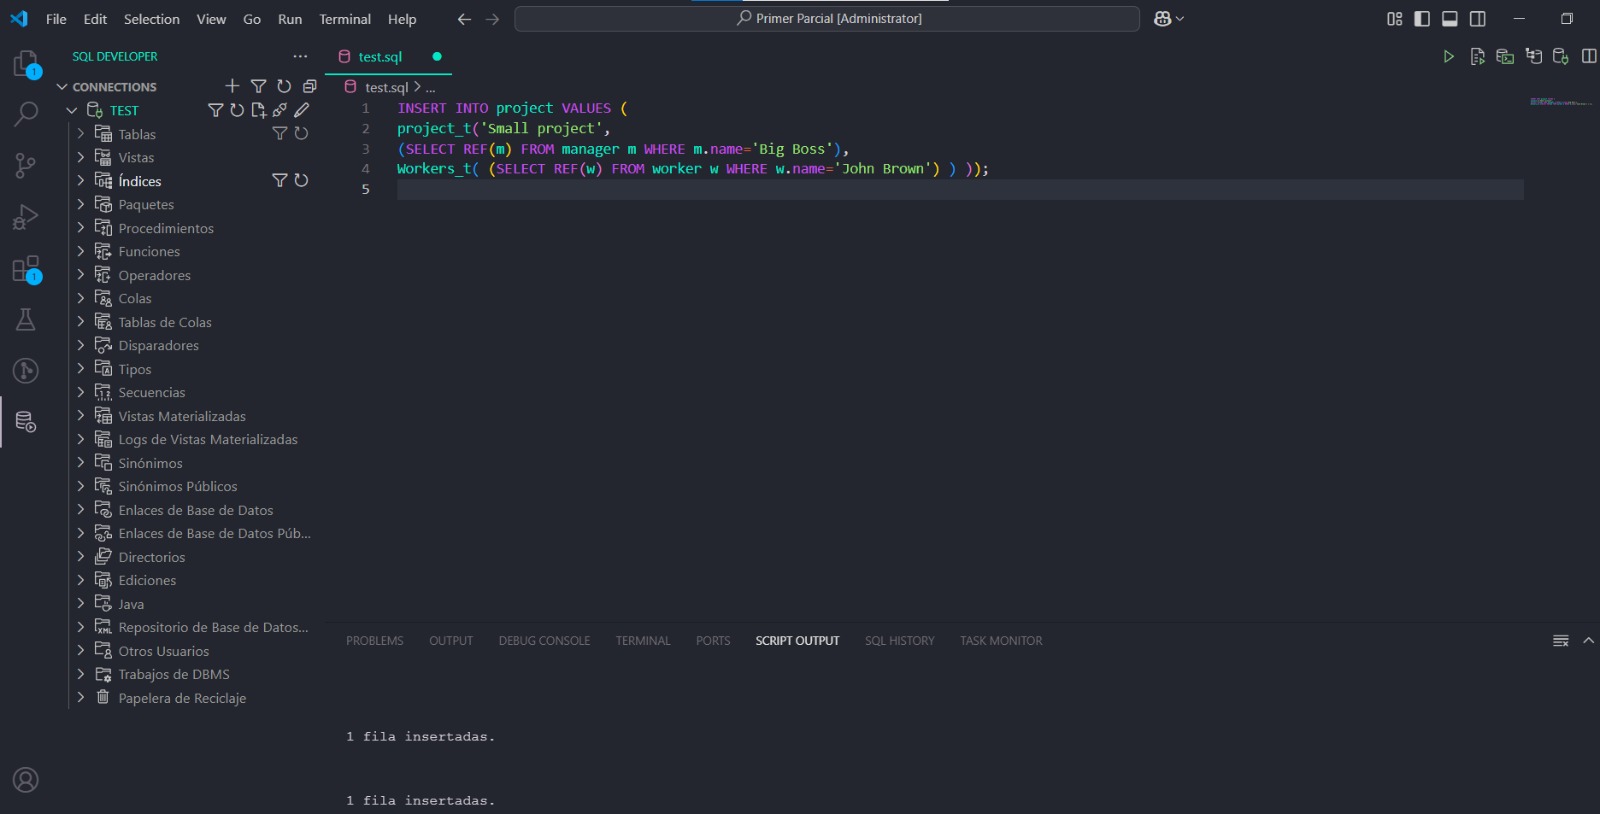 File Edit Selection View Go Run Terminal Help
Primer Parcial [Administrator]
SQL DEVELOPER
CONNECTIONS
TEST
Tablas
Vistas
Índices
Paquetes
Procedimientos
Funciones
Operadores
Colas
Tablas de Colas
Disparadores
Tipos
Secuencias
Vistas Materializadas
Logs de Vistas Materializadas
Sinónimos
Sinónimos Públicos
Enlaces de Base de Datos
Enlaces de Base de Datos Púb...
Directorios
Ediciones
Java
Repositorio de Base de Datos...
Otros Usuarios
Trabajos de DBMS
Papelera de Reciclaje
1
1
test.sql
test.sql > ...
1 INSERT INTO project VALUES (
2 project_t('Small project',
3 (SELECT REF(m) FROM manager m WHERE m.name='Big Boss'),
4 Workers_t( (SELECT REF(w) FROM worker w WHERE w.name='John Brown') ) ));
5
PROBLEMS OUTPUT DEBUG CONSOLE TERMINAL PORTS SCRIPT OUTPUT SQL HISTORY TASK MONITOR
1 fila insertadas.
1 fila insertadas.